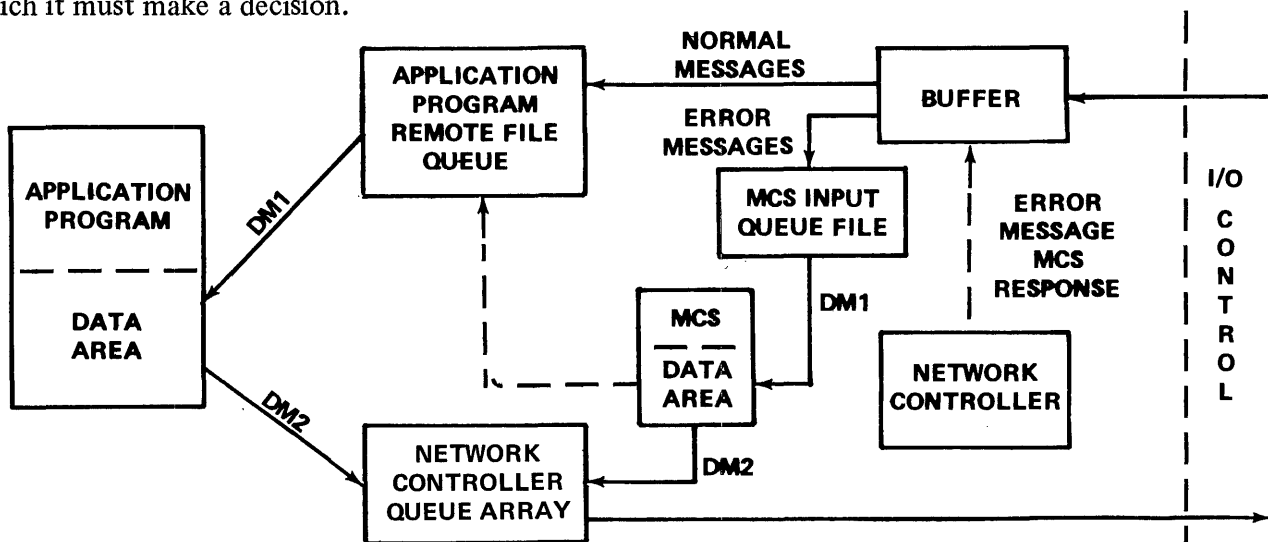 ich it must make a decision.
NORMAL
MESSAGES
APPLICATION
PROGRAM
REMOTE FILE
QUEUE
BUFFER
ERROR
MESSAGES
APPLICATION
PROGRAM
DATA
AREA
DM1
MCS INPUT
QUEUE FILE
ERROR
MESSAGE
MCS
RESPONSE
I/O
C
O
N
T
R
O
L
DM1
MCS
DATA
AREA
NETWORK
CONTROLLER
DM2
NETWORK
CONTROLLER
QUEUE ARRAY
DM2